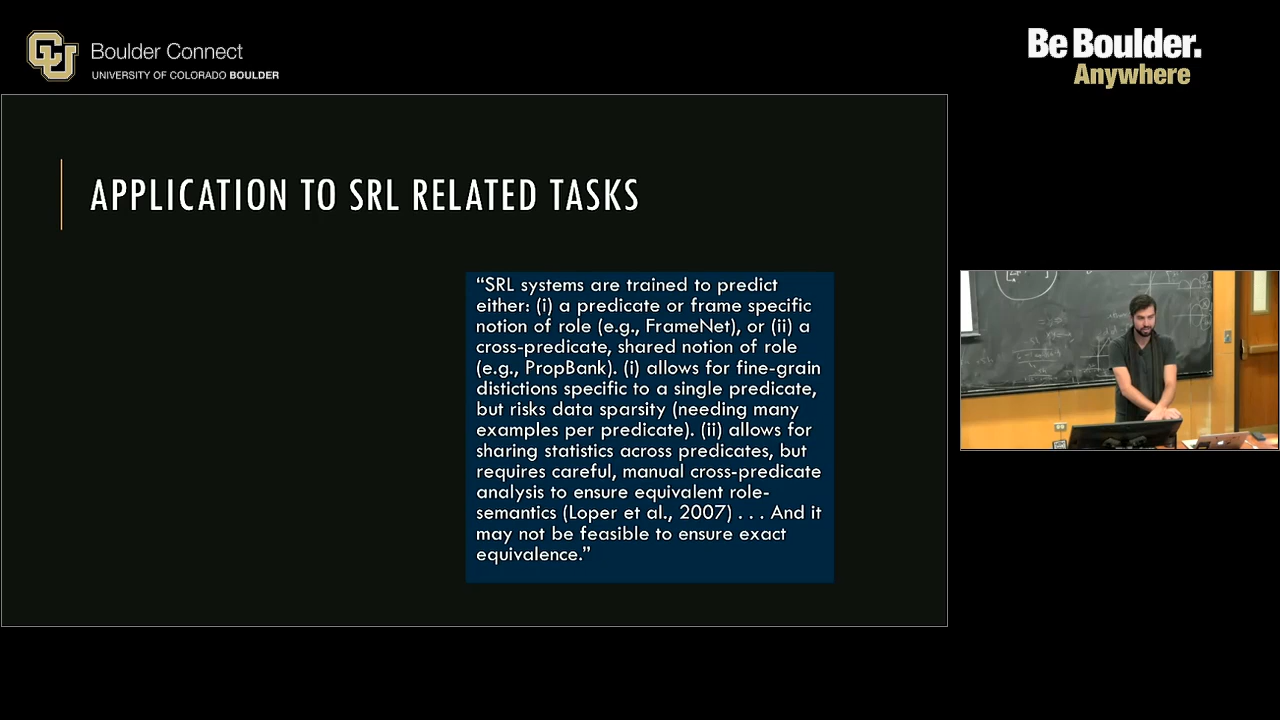 Boulder Connect
UNIVERSITY OF COLORADO BOULDER
Be Boulder.
Anywhere
APPLICATION TO SRL RELATED TASKS
“SRL systems are trained to predict
either: (i) a predicate or frame specific
notion of role (e.g., FrameNet), or (ii) a
cross-predicate, shared notion of role
(e.g., PropBank). (i) allows for fine-grain
distictions specific to a single predicate,
but risks data sparsity (needing many
examples per predicate). (ii) allows for
sharing statistics across predicates, but
requires careful, manual cross-predicate
analysis to ensure equivalent role-
semantics (Loper et al., 2007) . . . And it
may not be feasible to ensure exact
equivalence.”